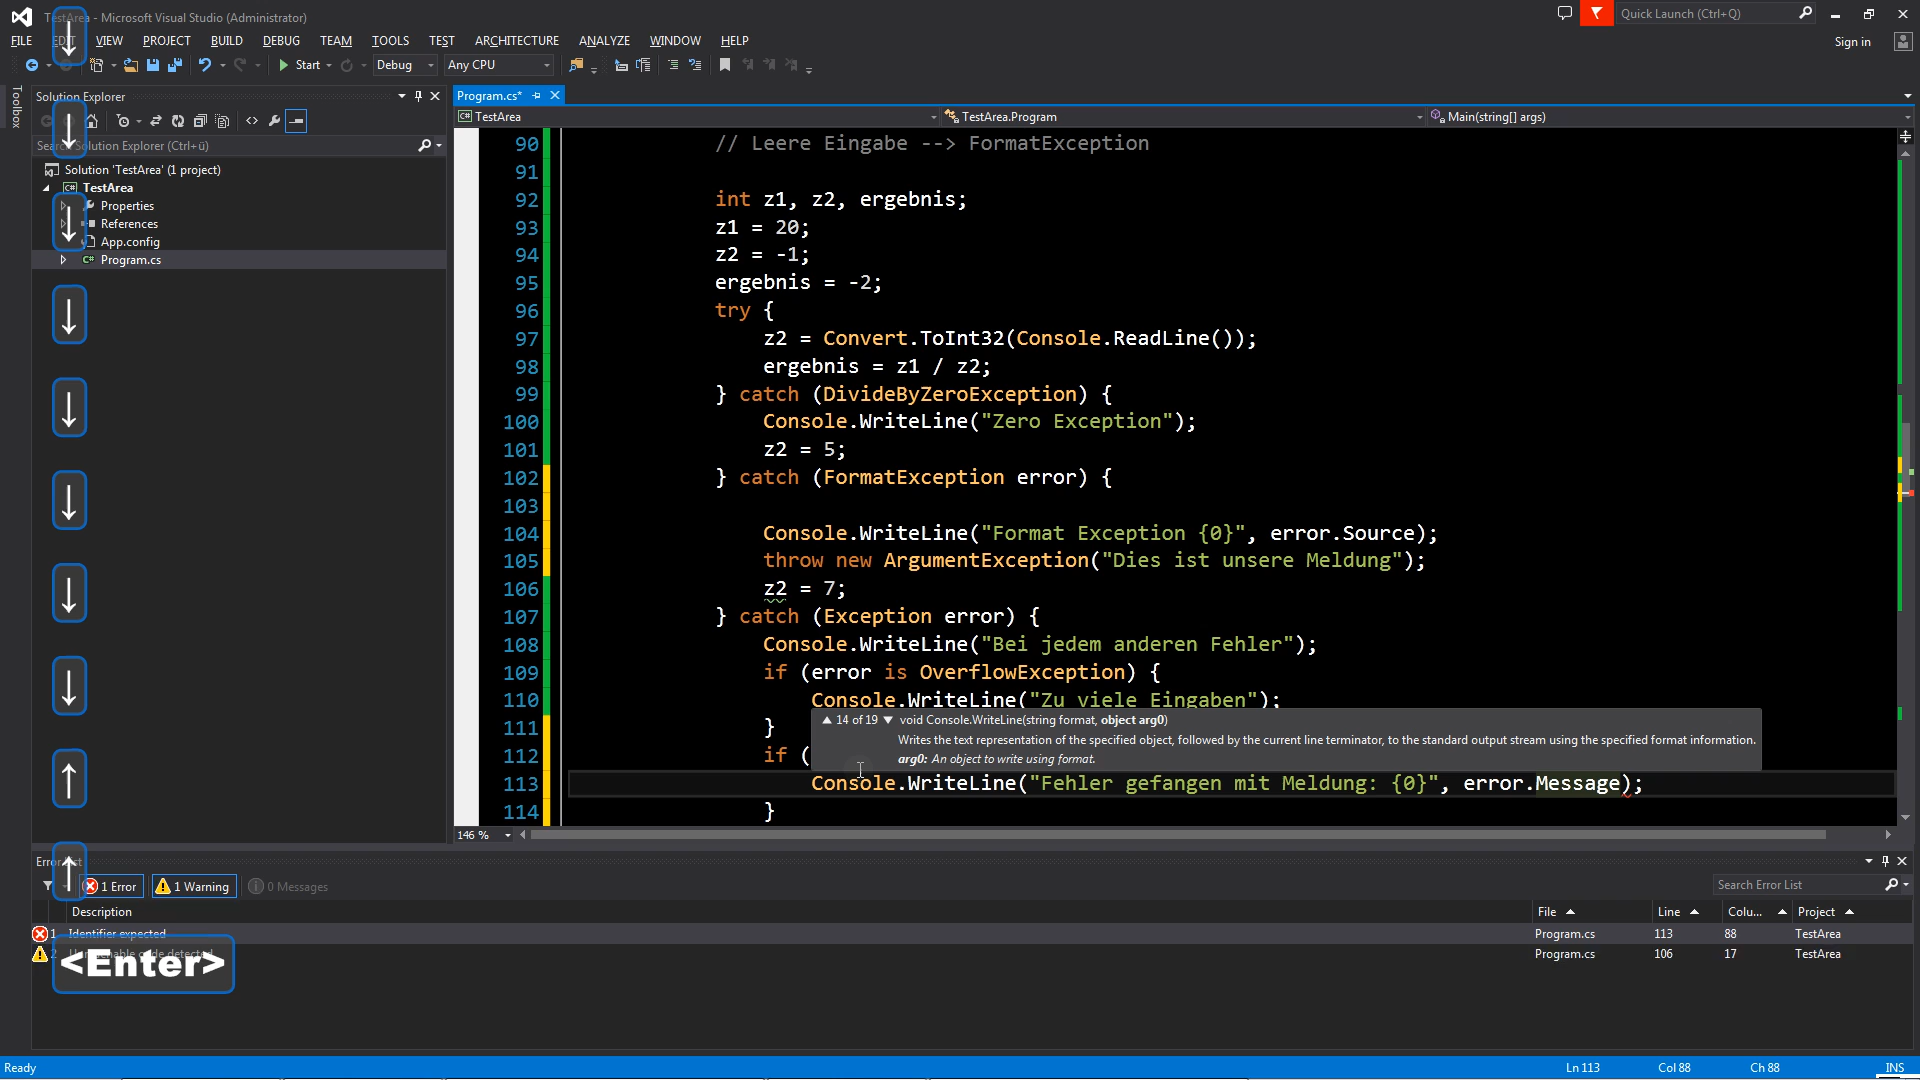 TestArea - Microsoft Visual Studio (Administrator)
Quick Launch (Ctrl+Q)
FILE EDIT VIEW PROJECT BUILD DEBUG TEAM TOOLS TEST ARCHITECTURE ANALYZE WINDOW HELP
Sign in
Start Debug Any CPU
Toolbox
Solution Explorer
Program.cs*
TestArea
TestArea.Program
Main(string[] args)
Search Solution Explorer (Ctrl+ü)
Solution 'TestArea' (1 project)
TestArea
Properties
References
App.config
Program.cs
90 // Leere Eingabe --> FormatException
91
92 int z1, z2, ergebnis;
93 z1 = 20;
94 z2 = -1;
95 ergebnis = -2;
96 try {
97 z2 = Convert.ToInt32(Console.ReadLine());
98 ergebnis = z1 / z2;
99 } catch (DivideByZeroException) {
100 Console.WriteLine("Zero Exception");
101 z2 = 5;
102 } catch (FormatException error) {
103
104 Console.WriteLine("Format Exception {0}", error.Source);
105 throw new ArgumentException("Dies ist unsere Meldung");
106 z2 = 7;
107 } catch (Exception error) {
108 Console.WriteLine("Bei jedem anderen Fehler");
109 if (error is OverflowException) {
110 Console.WriteLine("Zu viele Eingaben");
111 }
14 of 19 void Console.WriteLine(string format, object arg0)
Writes the text representation of the specified object, followed by the current line terminator, to the standard output stream using the specified format information.
arg0: An object to write using format.
112 if (
113 Console.WriteLine("Fehler gefangen mit Meldung: {0}", error.Message);
114 }
146 %
Error List
1 Error 1 Warning 0 Messages
Search Error List
Description File Line Colu... Project
1 Identifier expected Program.cs 113 88 TestArea
2 Unreachable code detected Program.cs 106 17 TestArea
<Enter>
Ready Ln 113 Col 88 Ch 88 INS